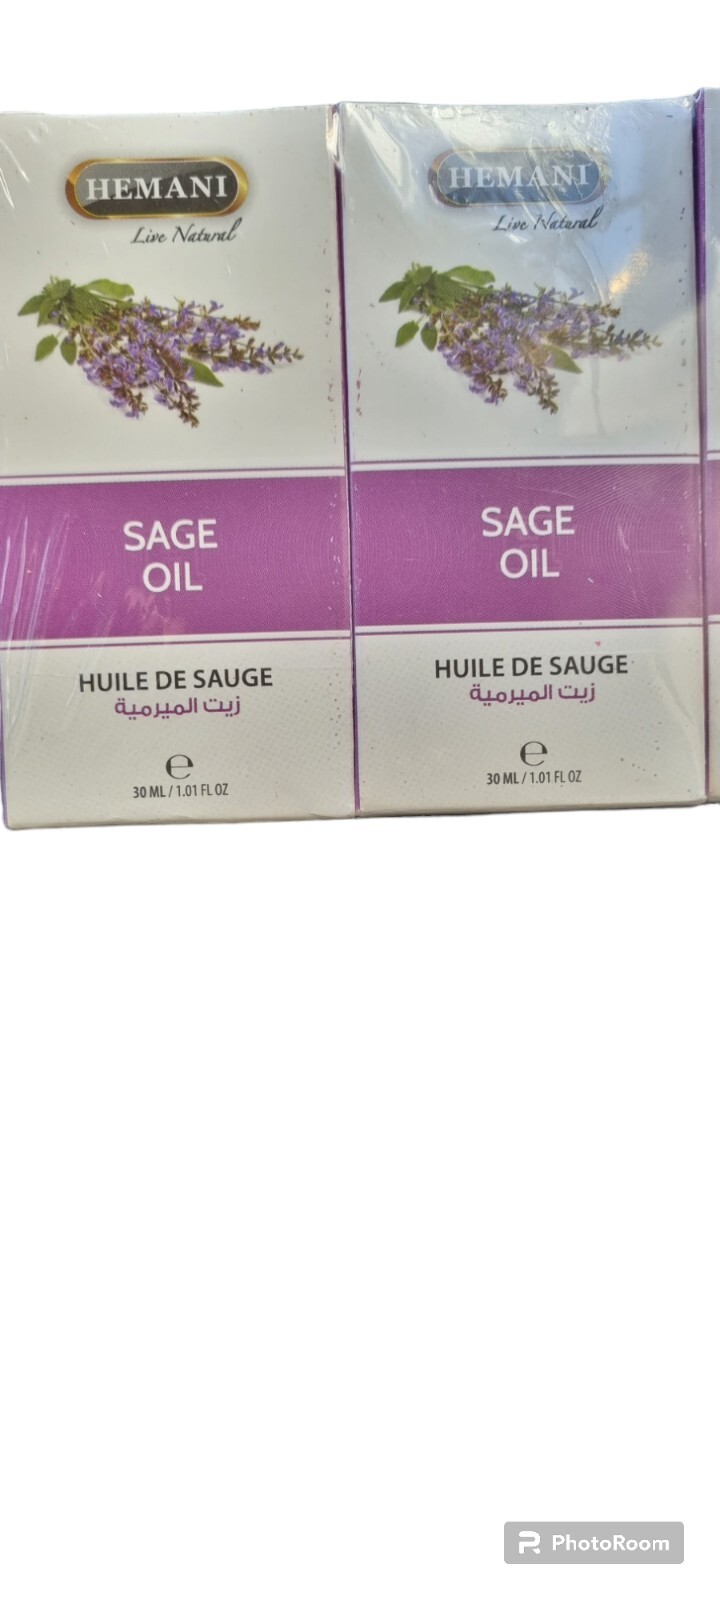 HEMANI
Live Natural
SAGE
OIL
HUILE DE SAUGE
زيت الميرمية
e
30 ML / 1.01 FL OZ
HEMANI
Live Natural
SAGE
OIL
HUILE DE SAUGE
زيت الميرمية
e
30 ML / 1.01 FL OZ
PhotoRoom